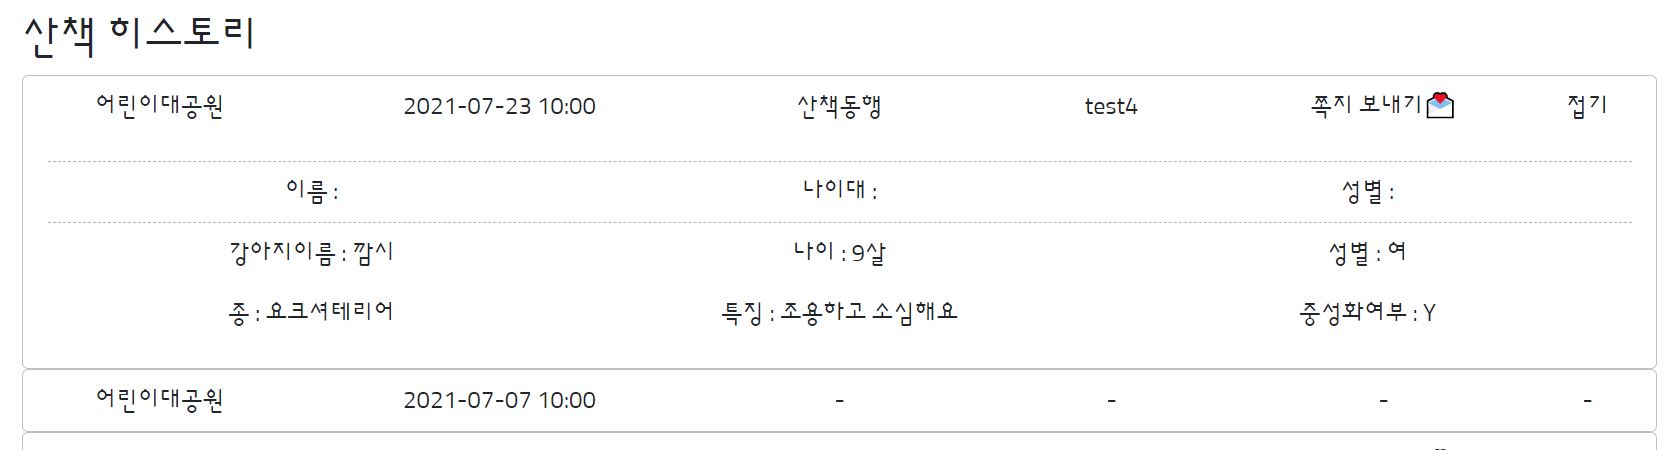 산책 히스토리
어린이대공원 2021-07-23 10:00 산책동행 test4 쪽지 보내기 접기
이름 : 나이대 : 성별 :
강아지이름 : 깜시 나이 : 9살 성별 : 여
종 : 요크셔테리어 특징 : 조용하고 소심해요 중성화여부 : Y
어린이대공원 2021-07-07 10:00 - - - -